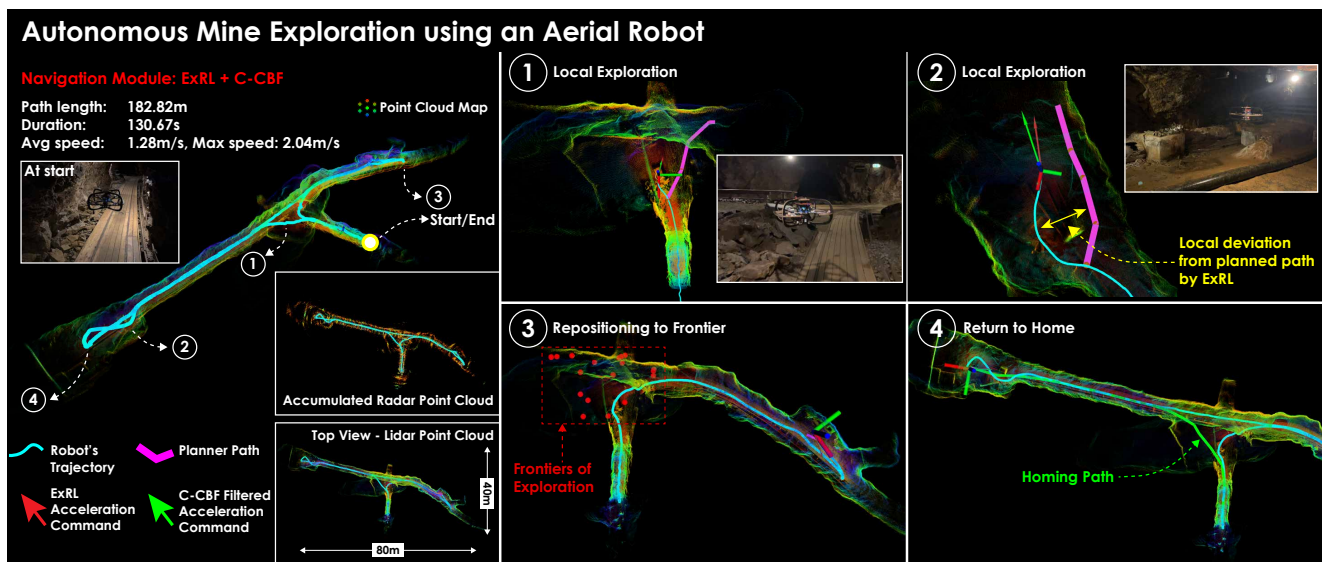 Autonomous Mine Exploration using an Aerial Robot
Navigation Module: ExRL + C-CBF
Path length: 182.82m
Duration: 130.67s
Avg speed: 1.28m/s, Max speed: 2.04m/s
Point Cloud Map
At start
3
Start/End
1
2
4
Accumulated Radar Point Cloud
Top View - Lidar Point Cloud
40m
80m
Robot's
Trajectory
Planner Path
ExRL
Acceleration
Command
C-CBF Filtered
Acceleration
Command
1 Local Exploration
2 Local Exploration
Local deviation
from planned path
by ExRL
3 Repositioning to Frontier
Frontiers of
Exploration
4 Return to Home
Homing Path